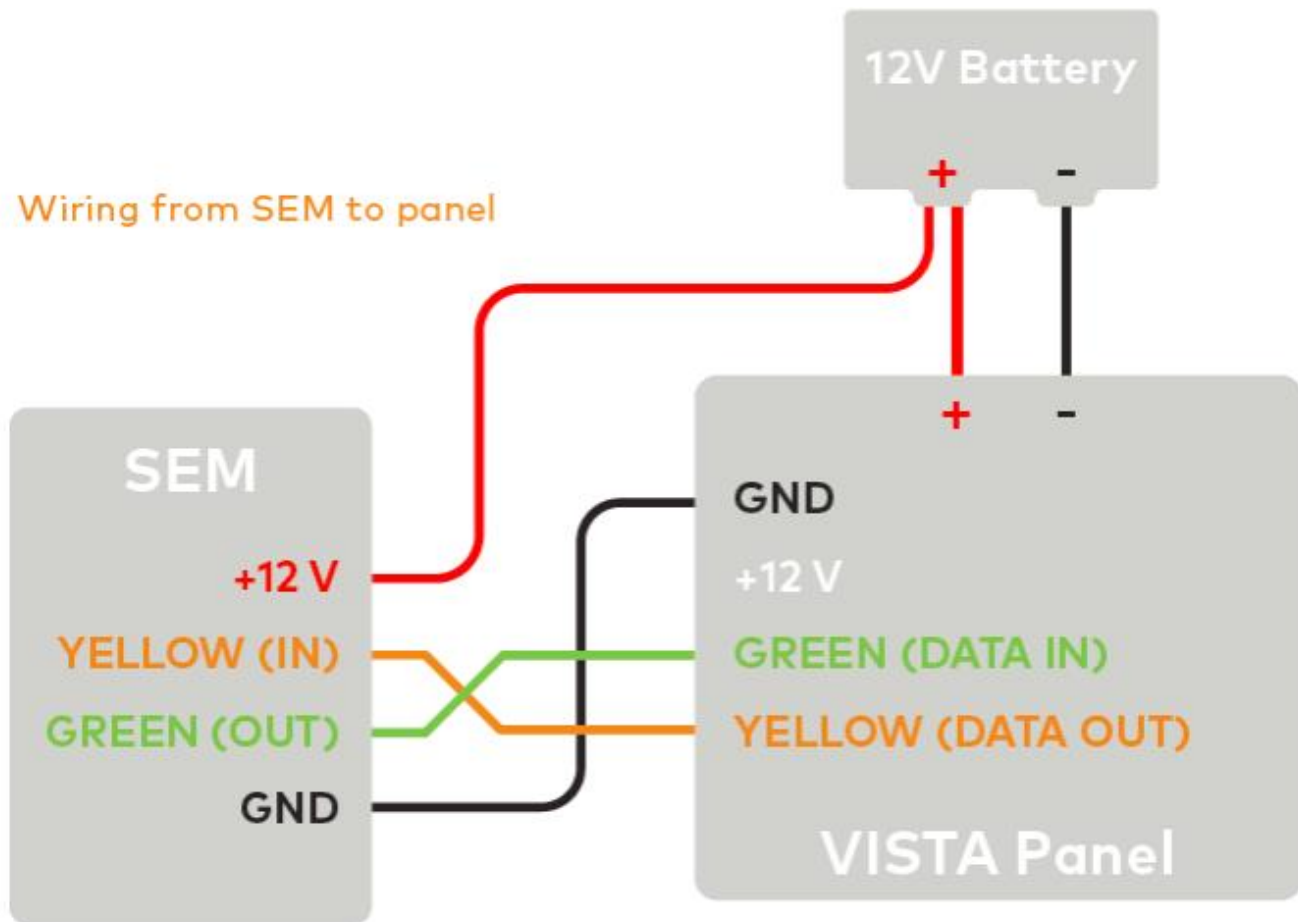 12V Battery
+ -
Wiring from SEM to panel
+ -
SEM
GND
+12 V
+12 V
YELLOW (IN)
GREEN (DATA IN)
GREEN (OUT)
YELLOW (DATA OUT)
GND
VISTA Panel